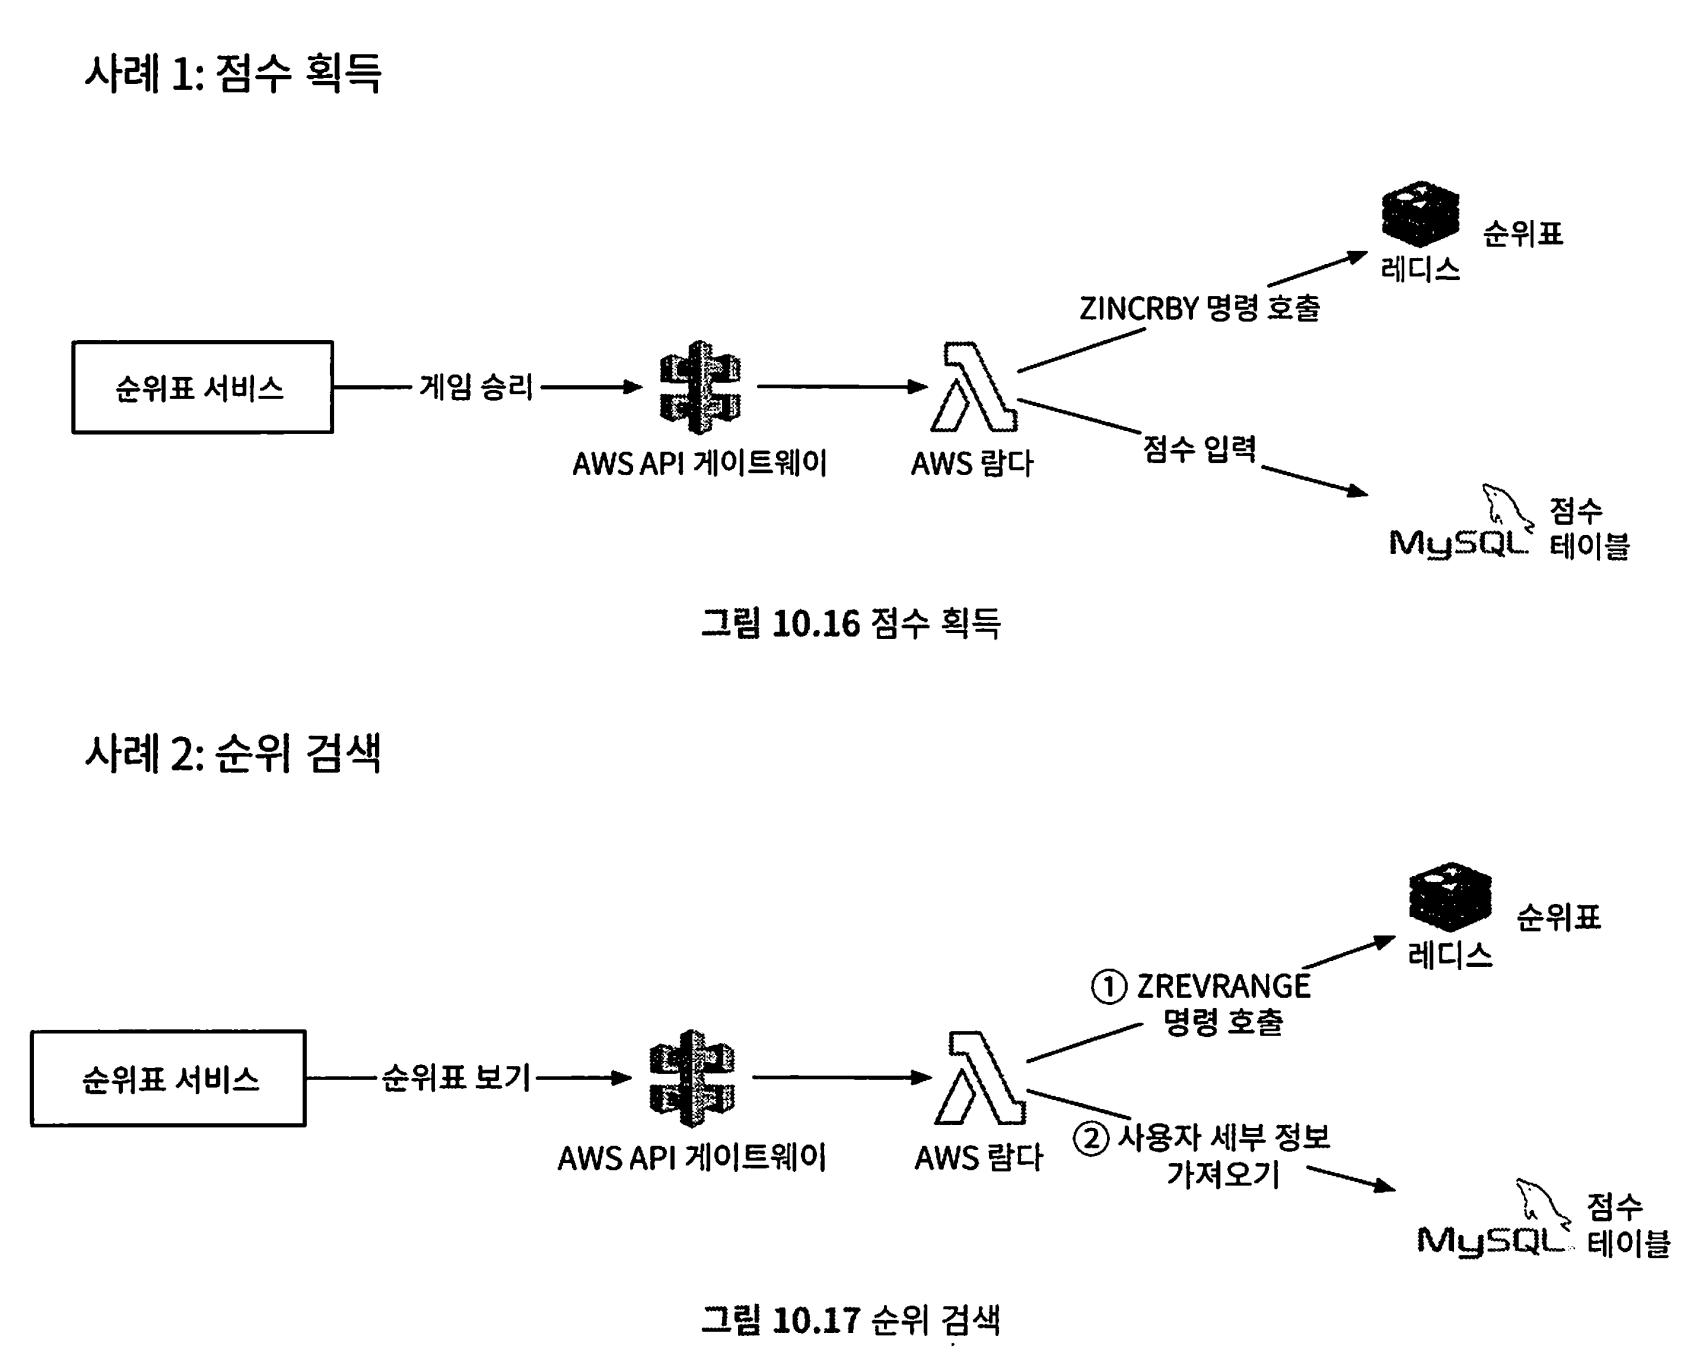 사례 1: 점수 획득
순위표
레디스
ZINCRBY 명령 호출
순위표 서비스
게임 승리
AWS API 게이트웨이
AWS 람다
점수 입력
MySQL
점수
테이블
그림 10.16 점수 획득
사례 2: 순위 검색
순위표
레디스
① ZREVRANGE
명령 호출
순위표 서비스
순위표 보기
AWS API 게이트웨이
AWS 람다
② 사용자 세부 정보
가져오기
MySQL
점수
테이블
그림 10.17 순위 검색